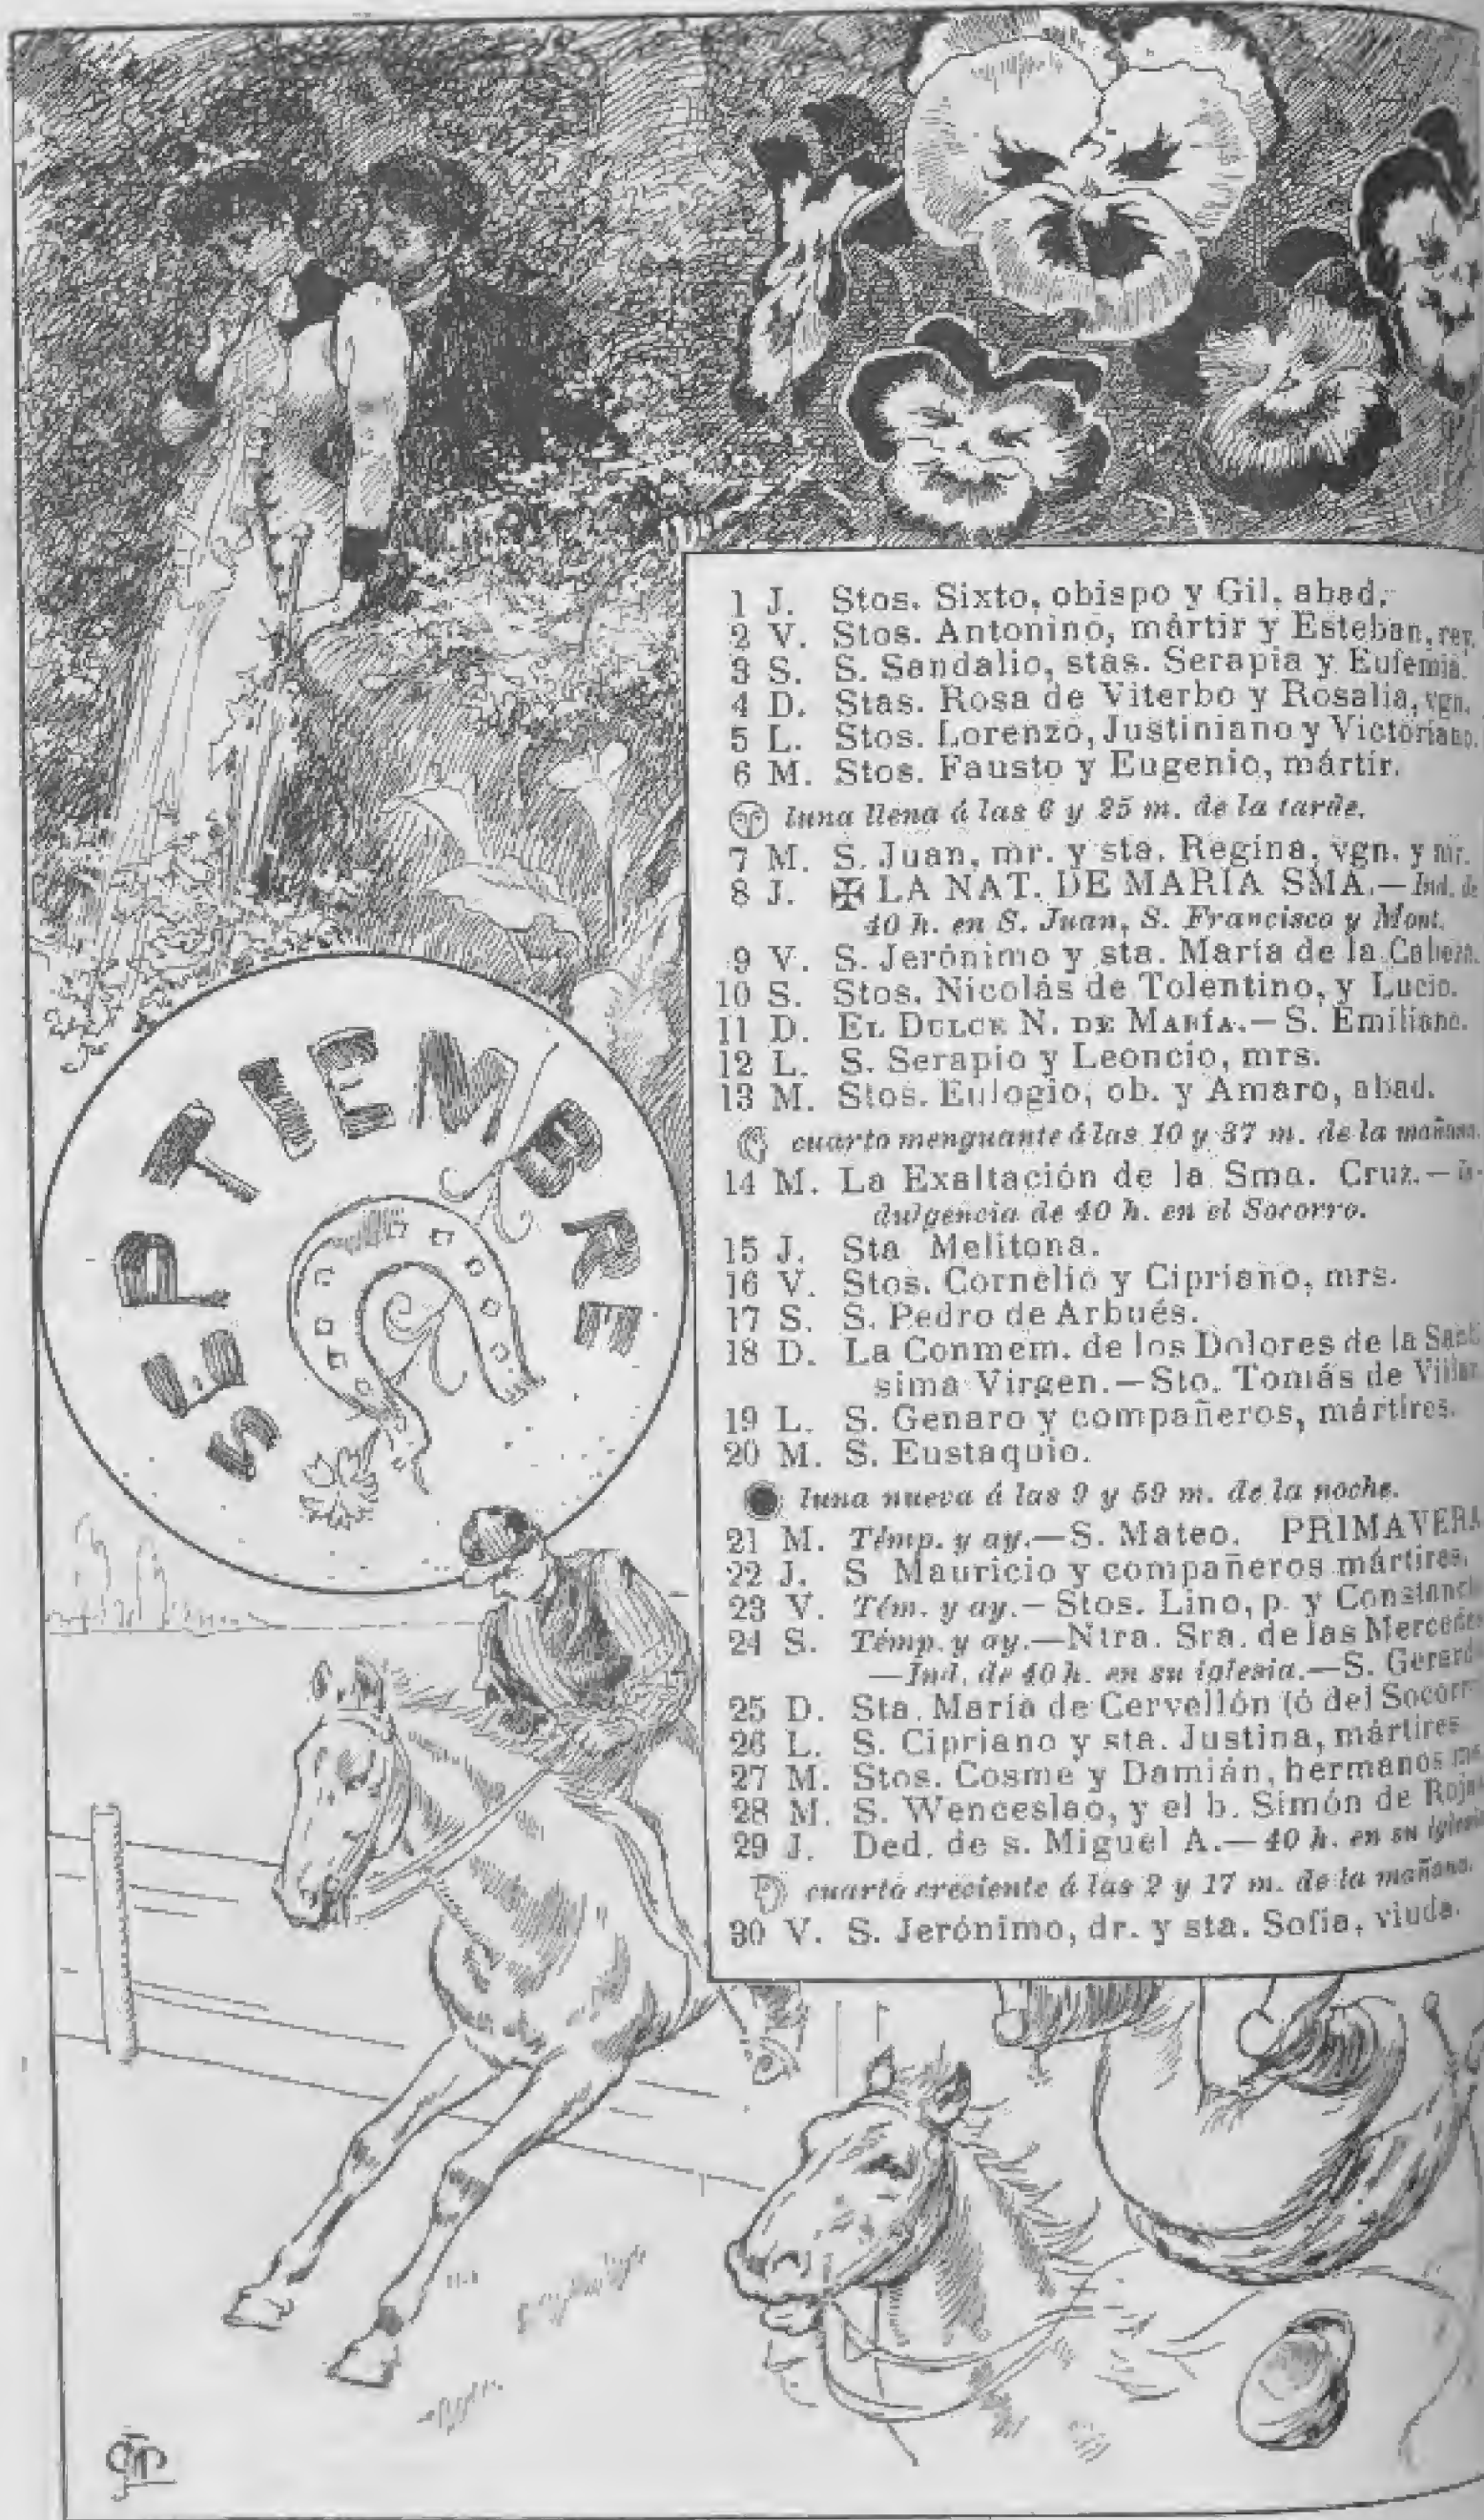 SEPTIEMBRE
1 J. Stos. Sixto, obispo y Gil, abad.
2 V. Stos. Antonino, mártir y Esteban, rey.
3 S. S. Sandalio, stas. Serapia y Eufemia.
4 D. Stas. Rosa de Viterbo y Rosalia, vgn.
5 L. Stos. Lorenzo, Justiniano y Victoriano.
6 M. Stos. Fausto y Eugenio, mártir.
luna llena á las 6 y 25 m. de la tarde.
7 M. S. Juan, mr. y sta. Regina, vgn. y mr.
8 J. ✠ LA NAT. DE MARÍA SMA.—Ind. de
40 h. en S. Juan, S. Francisco y Mont.
9 V. S. Jerónimo y sta. María de la Cabeza.
10 S. Stos. Nicolás de Tolentino, y Lucio.
11 D. EL DULCE N. DE MARÍA.—S. Emiliano.
12 L. S. Serapio y Leoncio, mrs.
13 M. Stos. Eulogio, ob. y Amaro, abad.
cuarto menguante á las 10 y 37 m. de la mañana.
14 M. La Exaltación de la Sma. Cruz.—
dulgencia de 40 h. en el Socorro.
15 J. Sta Melitona.
16 V. Stos. Cornelio y Cipriano, mrs.
17 S. S. Pedro de Arbués.
18 D. La Conmem. de los Dolores de la Santí
sima Virgen.—Sto. Tomás de Villan
19 L. S. Genaro y compañeros, mártires.
20 M. S. Eustaquio.
luna nueva á las 9 y 59 m. de la noche.
21 M. Témp. y ay.—S. Mateo. PRIMAVERA
22 J. S Mauricio y compañeros mártires.
23 V. Tém. y ay.—Stos. Lino, p. y Constanci
24 S. Témp. y ay.—Ntra. Sra. de las Mercedes
—Ind. de 40 h. en su iglesia.—S. Gerard
25 D. Sta. María de Cervellón (ó del Socorr
26 L. S. Cipriano y sta. Justina, mártires
27 M. Stos. Cosme y Damián, hermanos
28 M. S. Wenceslao, y el b. Simón de Rojas
29 J. Ded. de s. Miguel A.—40 h. en su iglesia
cuarto creciente á las 2 y 17 m. de la mañana.
30 V. S. Jerónimo, dr. y sta. Sofia, viuda.